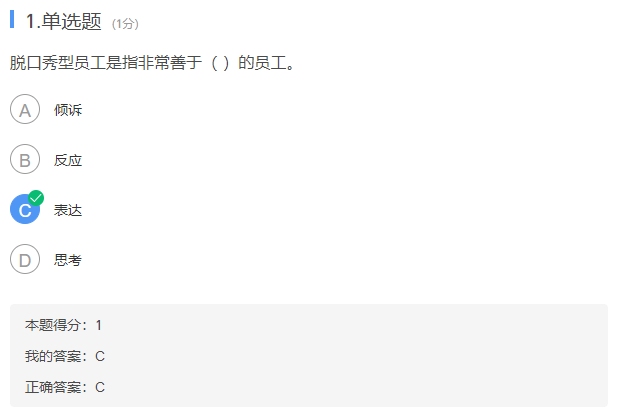 1.单选题 (1分)
脱口秀型员工是指非常善于（ ）的员工。
A 倾诉
B 反应
C 表达
D 思考
本题得分：1
我的答案：C
正确答案：C